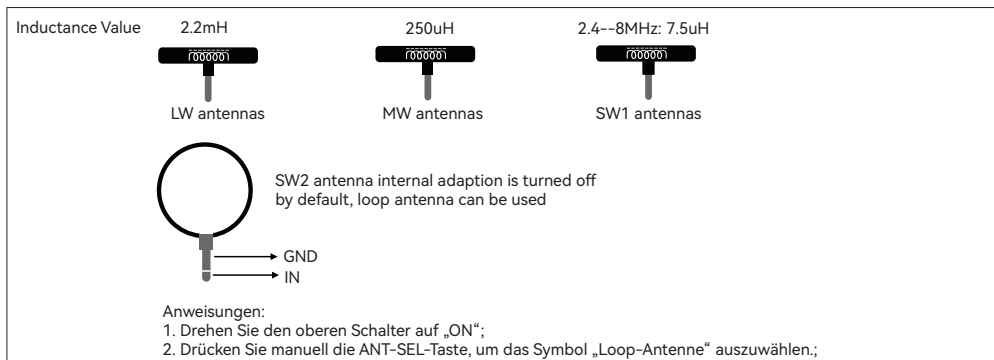 Inductance Value 2.2mH 250uH 2.4--8MHz: 7.5uH
LW antennas MW antennas SW1 antennas
SW2 antenna internal adaption is turned off
by default, loop antenna can be used
GND
IN
Anweisungen:
1. Drehen Sie den oberen Schalter auf „ON“;
2. Drücken Sie manuell die ANT-SEL-Taste, um das Symbol „Loop-Antenne“ auszuwählen.;